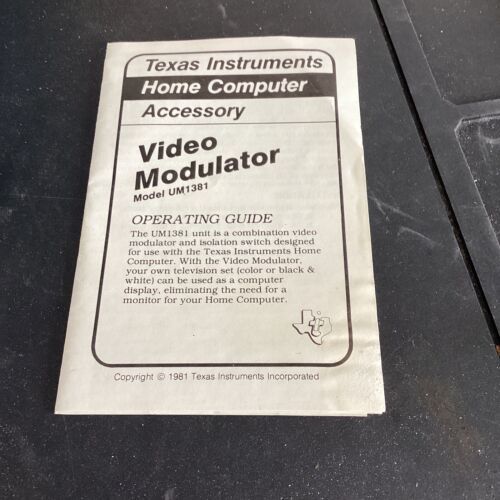 Texas Instruments
Home Computer
Accessory
Video
Modulator
Model UM1381
OPERATING GUIDE
The UM1381 unit is a combination video
modulator and isolation switch designed
for use with the Texas Instruments Home
Computer. With the Video Modulator,
your own television set (color or black &
white) can be used as a computer
display, eliminating the need for a
monitor for your Home Computer.
Copyright © 1981 Texas Instruments Incorporated